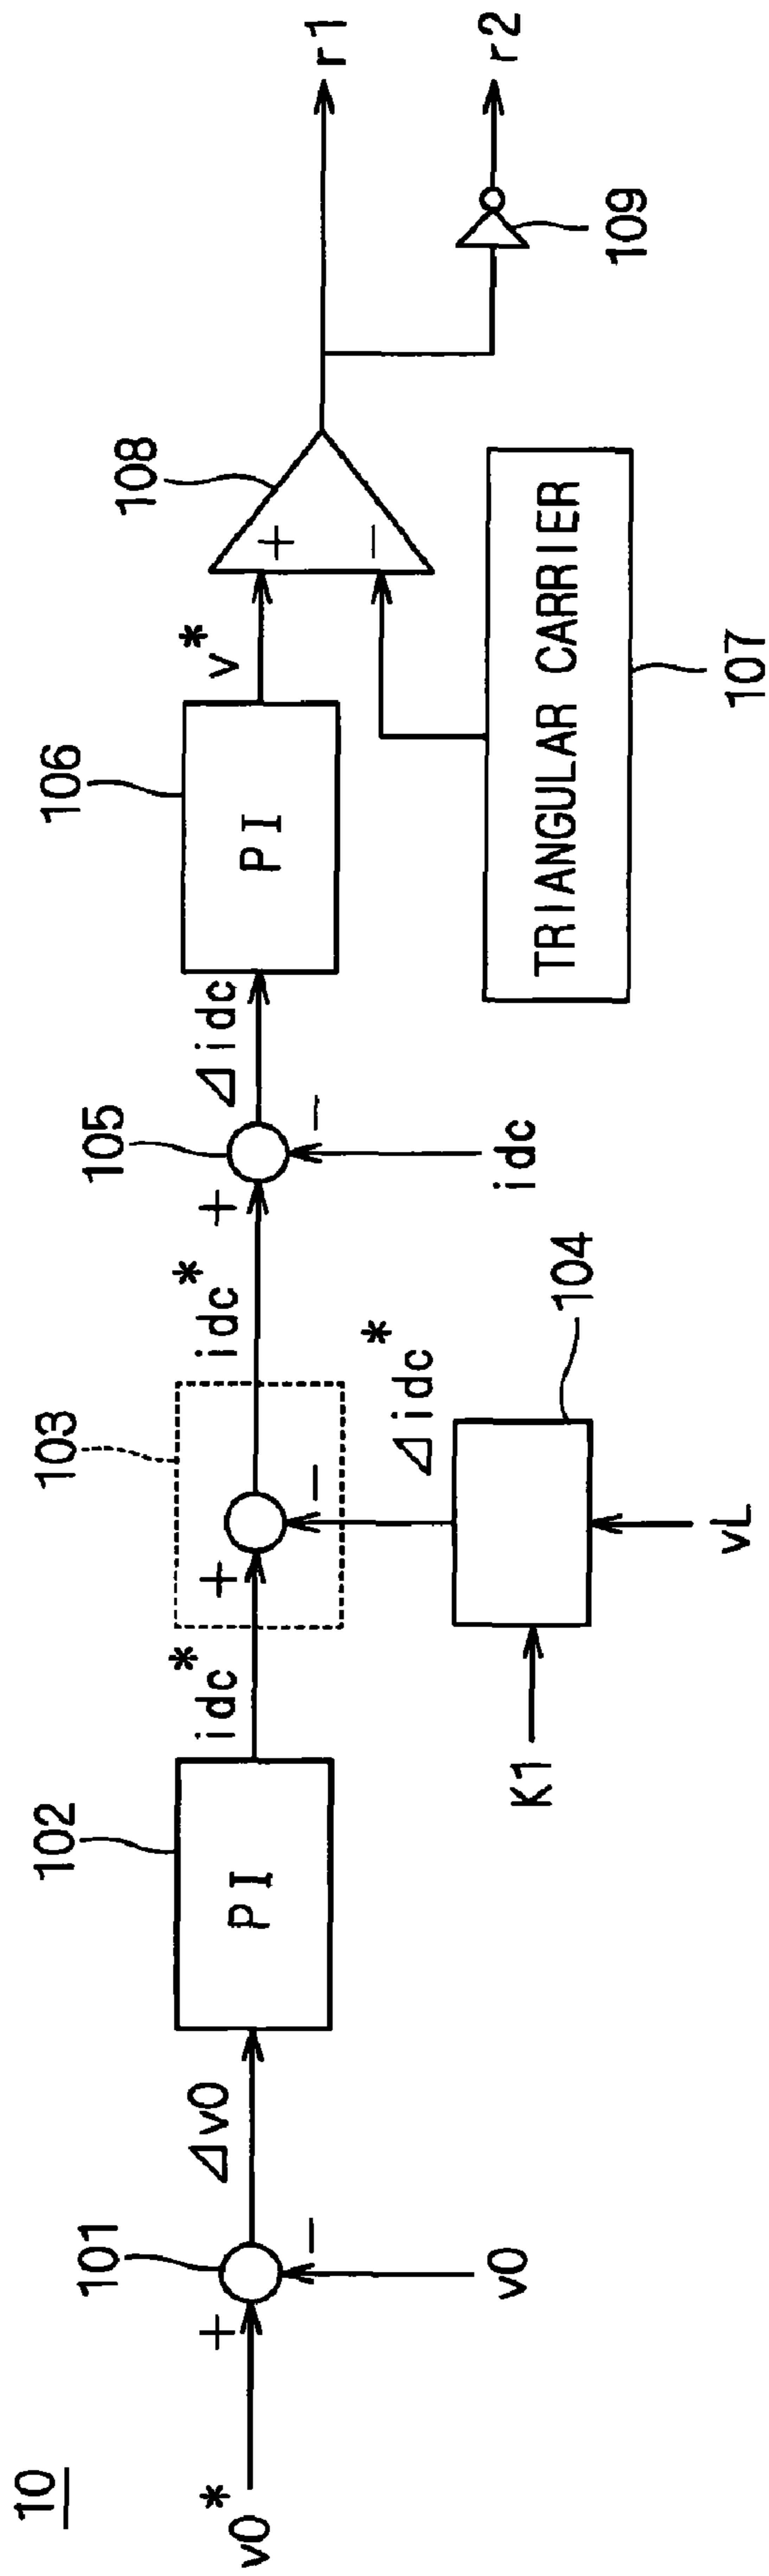 10
v0*
+
−
v0
101
Δv0
PI
102
idc*
+
−
103
Δidc*
K1
vL
104
idc*
+
−
idc
105
Δidc
PI
106
v*
+
−
108
TRIANGULAR CARRIER
107
r1
109
r2